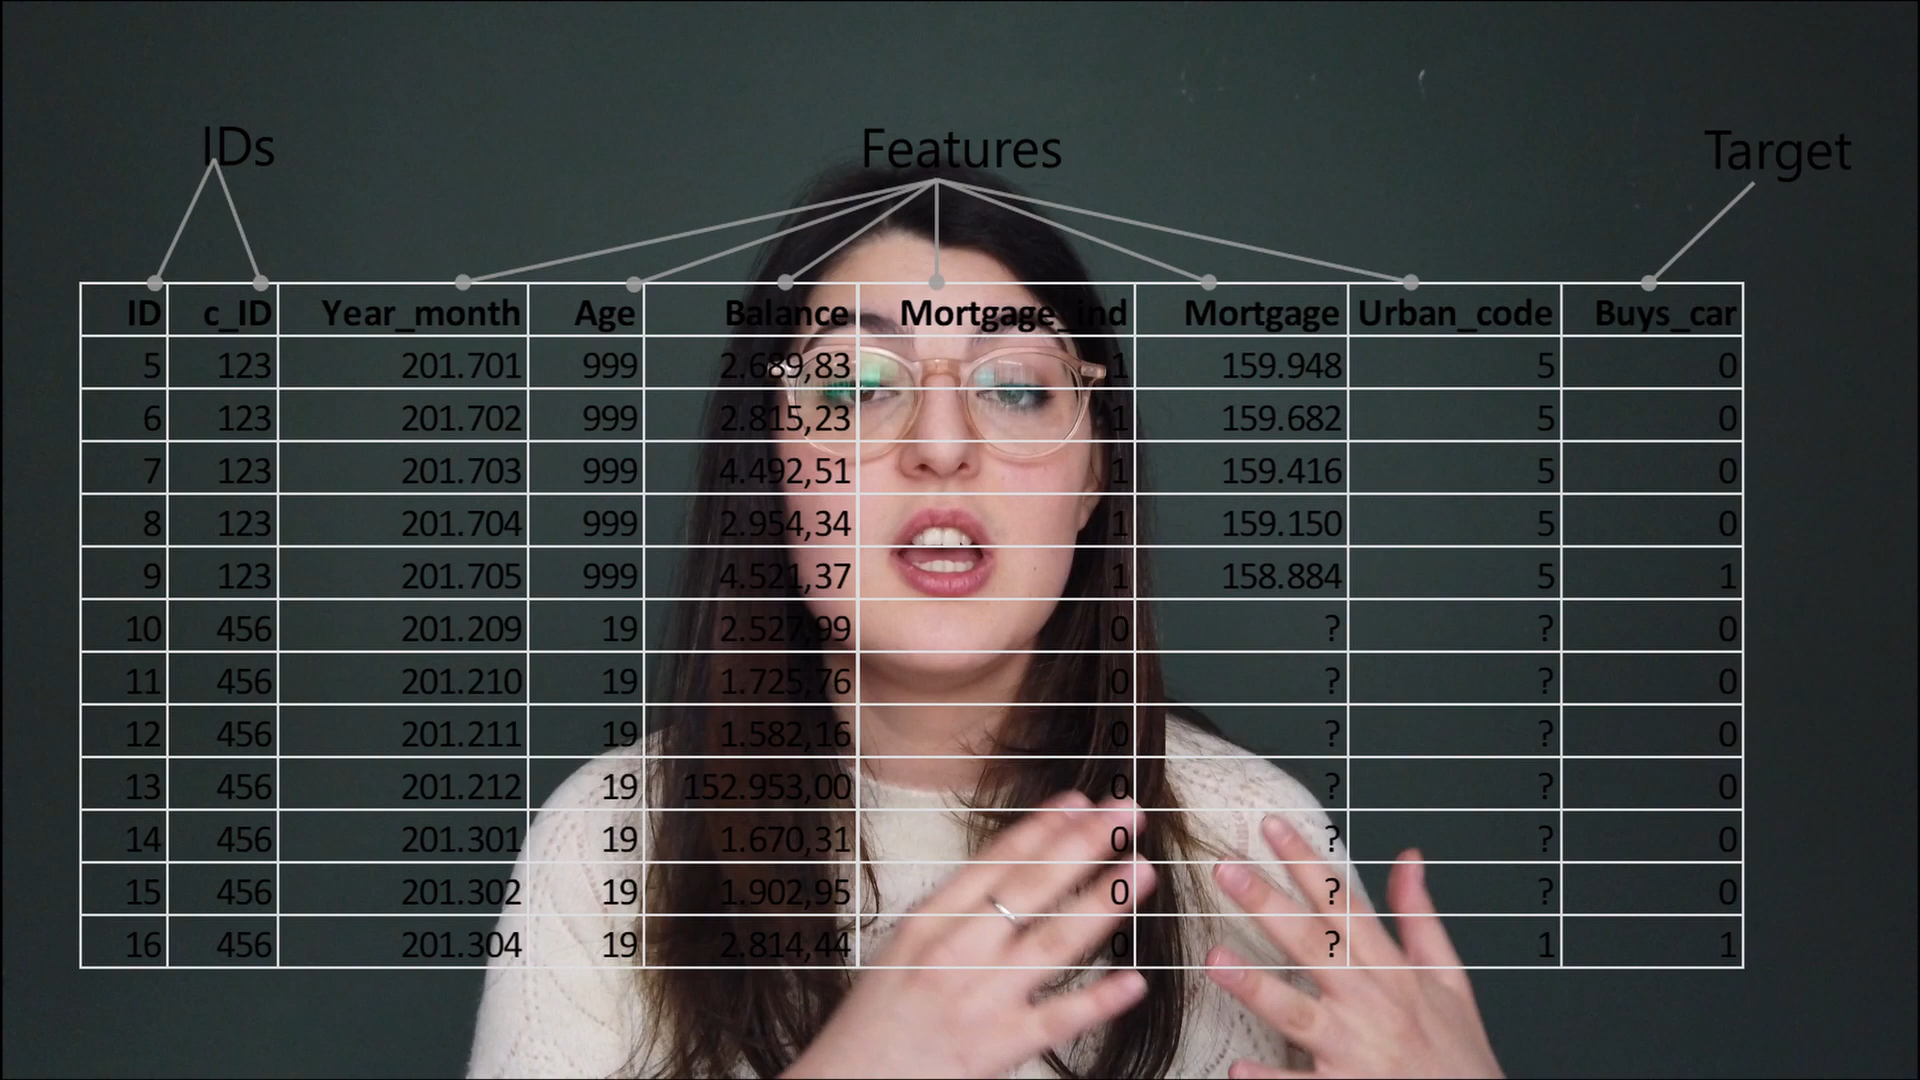 IDs Features Target
ID c_ID Year_month Age Balance Mortgage_ind Mortgage Urban_code Buys_car
5 123 201.701 999 2.689,83 1 159.948 5 0
6 123 201.702 999 2.815,23 1 159.682 5 0
7 123 201.703 999 4.492,51 1 159.416 5 0
8 123 201.704 999 2.954,34 1 159.150 5 0
9 123 201.705 999 4.521,37 1 158.884 5 1
10 456 201.209 19 2.527,99 0 ? ? 0
11 456 201.210 19 1.725,76 0 ? ? 0
12 456 201.211 19 1.582,16 0 ? ? 0
13 456 201.212 19 152.953,00 0 ? ? 0
14 456 201.301 19 1.670,31 0 ? ? 0
15 456 201.302 19 1.902,95 0 ? ? 0
16 456 201.304 19 2.814,44 0 ? 1 1